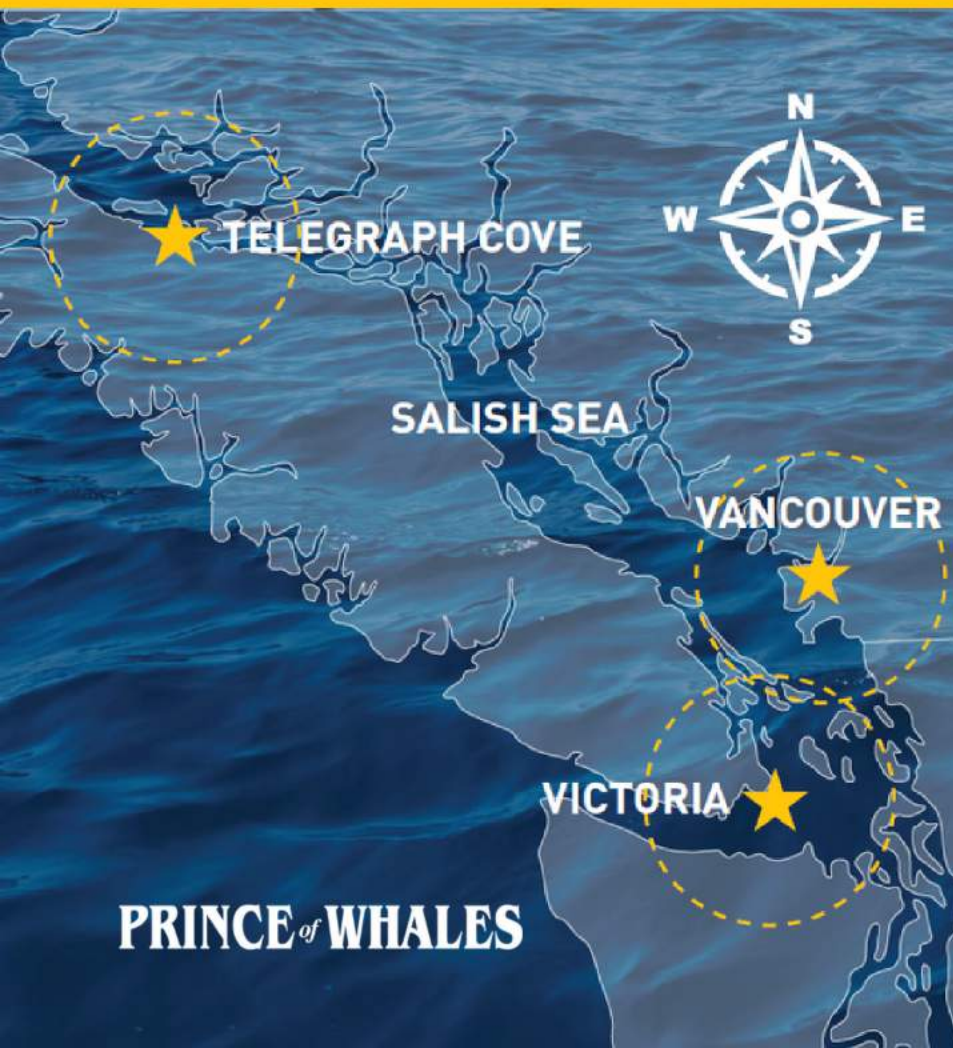 N
W E
S
TELEGRAPH COVE
SALISH SEA
VANCOUVER
VICTORIA
PRINCE of WHALES